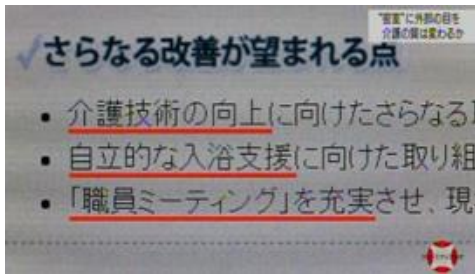 "密室"に外部の目を
介護の質は変わるか
さらなる改善が望まれる点
• 介護技術の向上に向けたさらなる
• 自立的な入浴支援に向けた取り組
• 「職員ミーティング」を充実させ、現